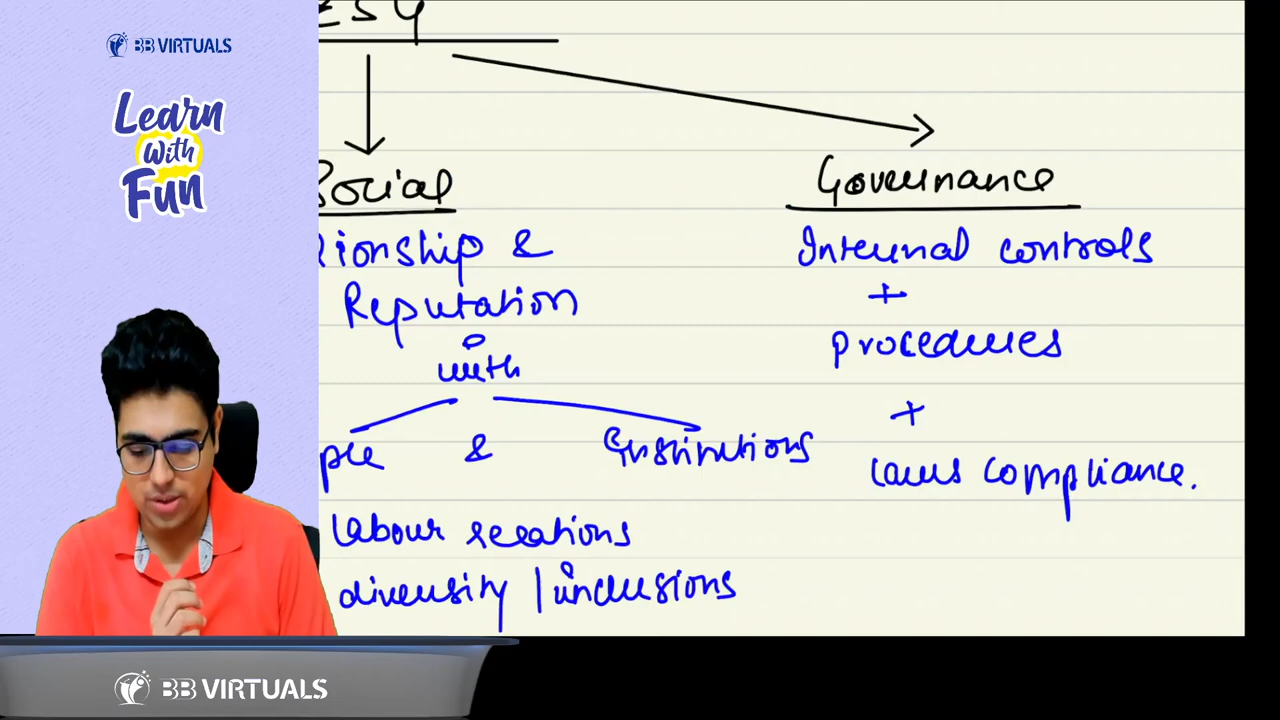 BB VIRTUALS
Learn
With
Fun
ESG
Social
Governance
tionship &
Reputation
with
ple & Institutions
labour relations
diversity / inclusions
Internal controls
+
procedures
+
laws compliance.
BB VIRTUALS